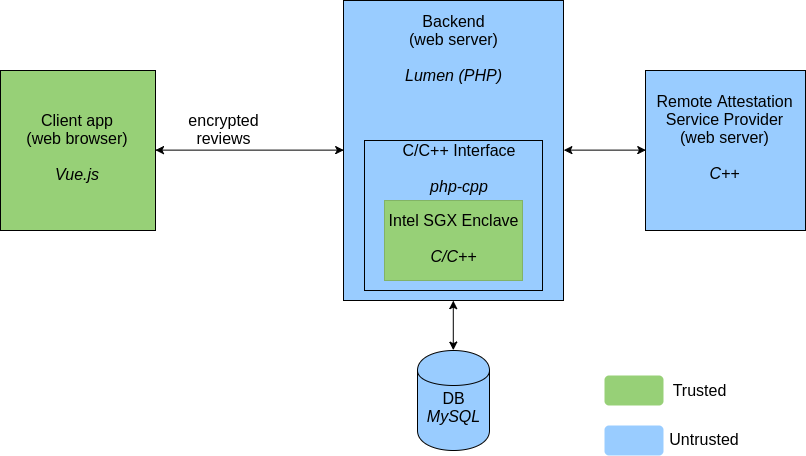 Client app
(web browser)
Vue.js
encrypted
reviews
Backend
(web server)
Lumen (PHP)
C/C++ Interface
php-cpp
Intel SGX Enclave
C/C++
Remote Attestation
Service Provider
(web server)
C++
DB
MySQL
Trusted
Untrusted